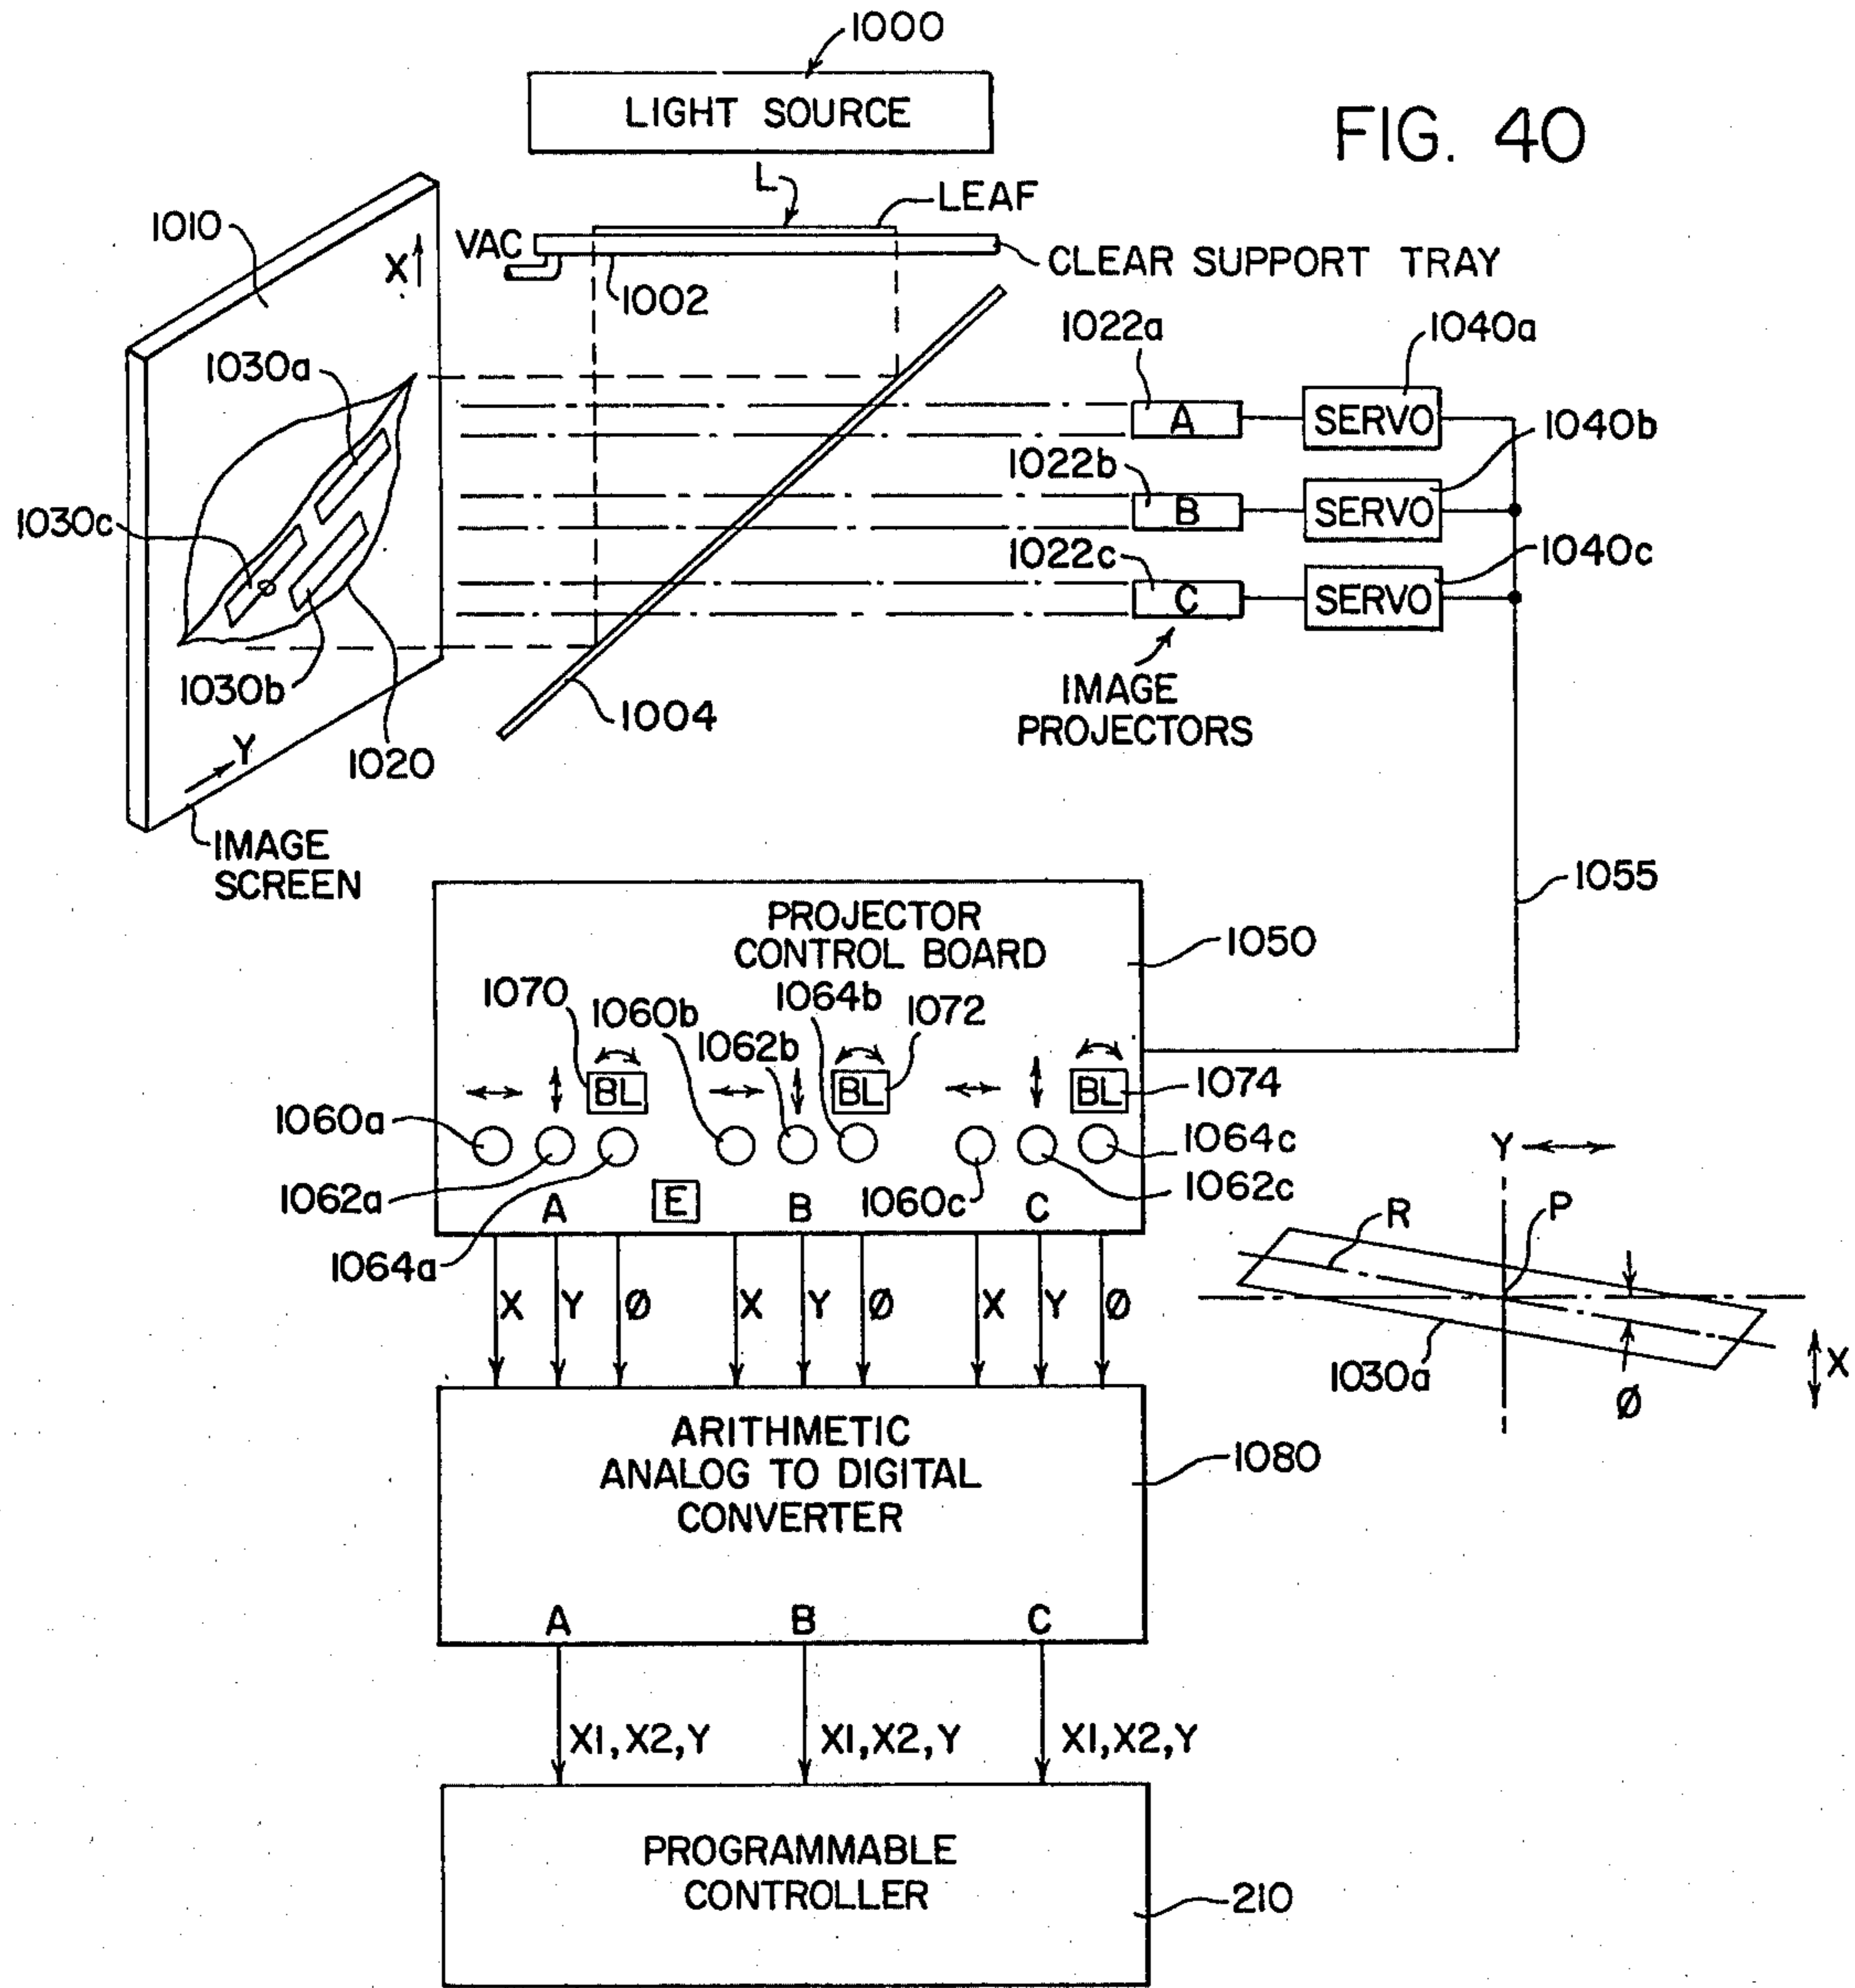 FIG. 40
1000
LIGHT SOURCE
L
LEAF
VAC
CLEAR SUPPORT TRAY
1002
1010
X
1030a
1030c
1030b
1020
1004
Y
IMAGE
SCREEN
1022a
A
1040a
SERVO
1022b
B
1040b
SERVO
1022c
C
1040c
SERVO
IMAGE
PROJECTORS
1055
PROJECTOR
CONTROL BOARD
1050
1070
1060b
1064b
1072
1062b
BL
BL
BL
1074
1060a
1064c
1062a
1060c
1062c
A
E
B
C
1064a
X Y Ø X Y Ø X Y Ø
Y
R
P
1030a
Ø
X
ARITHMETIC
ANALOG TO DIGITAL
CONVERTER
1080
A B C
X1, X2, Y X1, X2, Y X1, X2, Y
PROGRAMMABLE
CONTROLLER
210